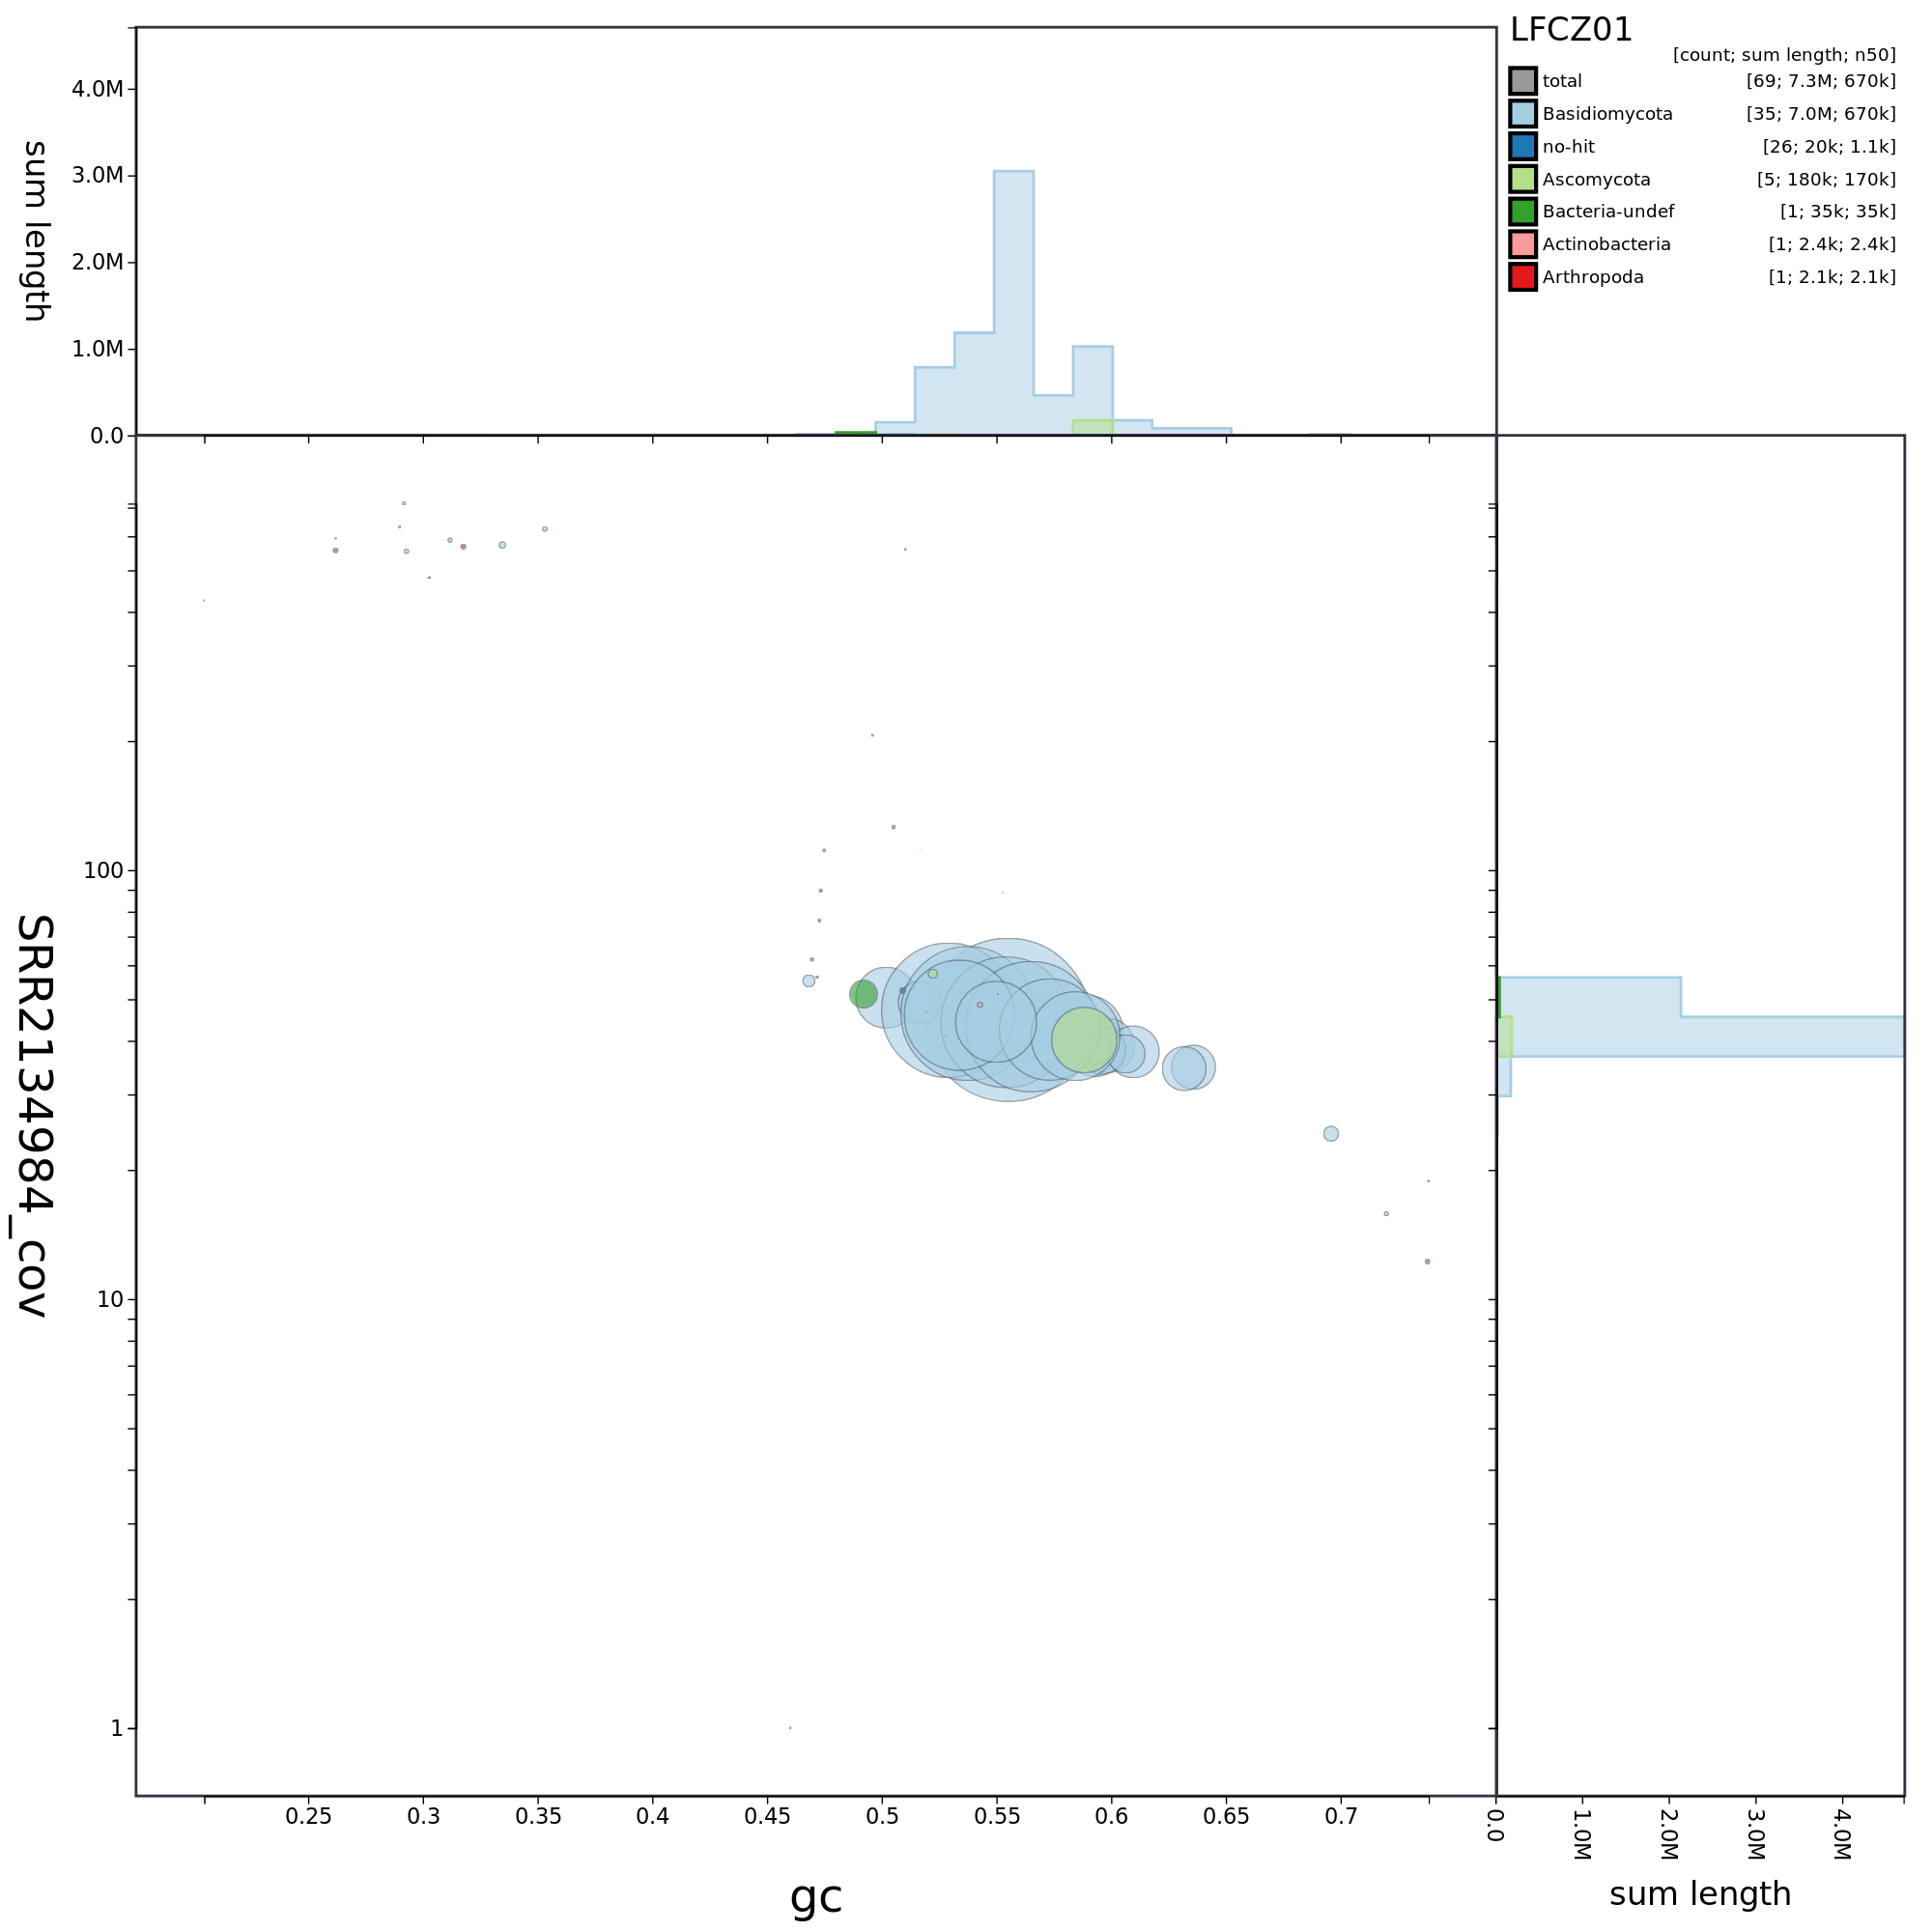 LFCZ01
[count; sum length; n50]
total [69; 7.3M; 670k]
Basidiomycota [35; 7.0M; 670k]
no-hit [26; 20k; 1.1k]
Ascomycota [5; 180k; 170k]
Bacteria-undef [1; 35k; 35k]
Actinobacteria [1; 2.4k; 2.4k]
Arthropoda [1; 2.1k; 2.1k]
sum length
4.0M
3.0M
2.0M
1.0M
0.0
SRR2134984_cov
100
10
1
0.25 0.3 0.35 0.4 0.45 0.5 0.55 0.6 0.65 0.7
gc
0.0 1.0M 2.0M 3.0M 4.0M
sum length